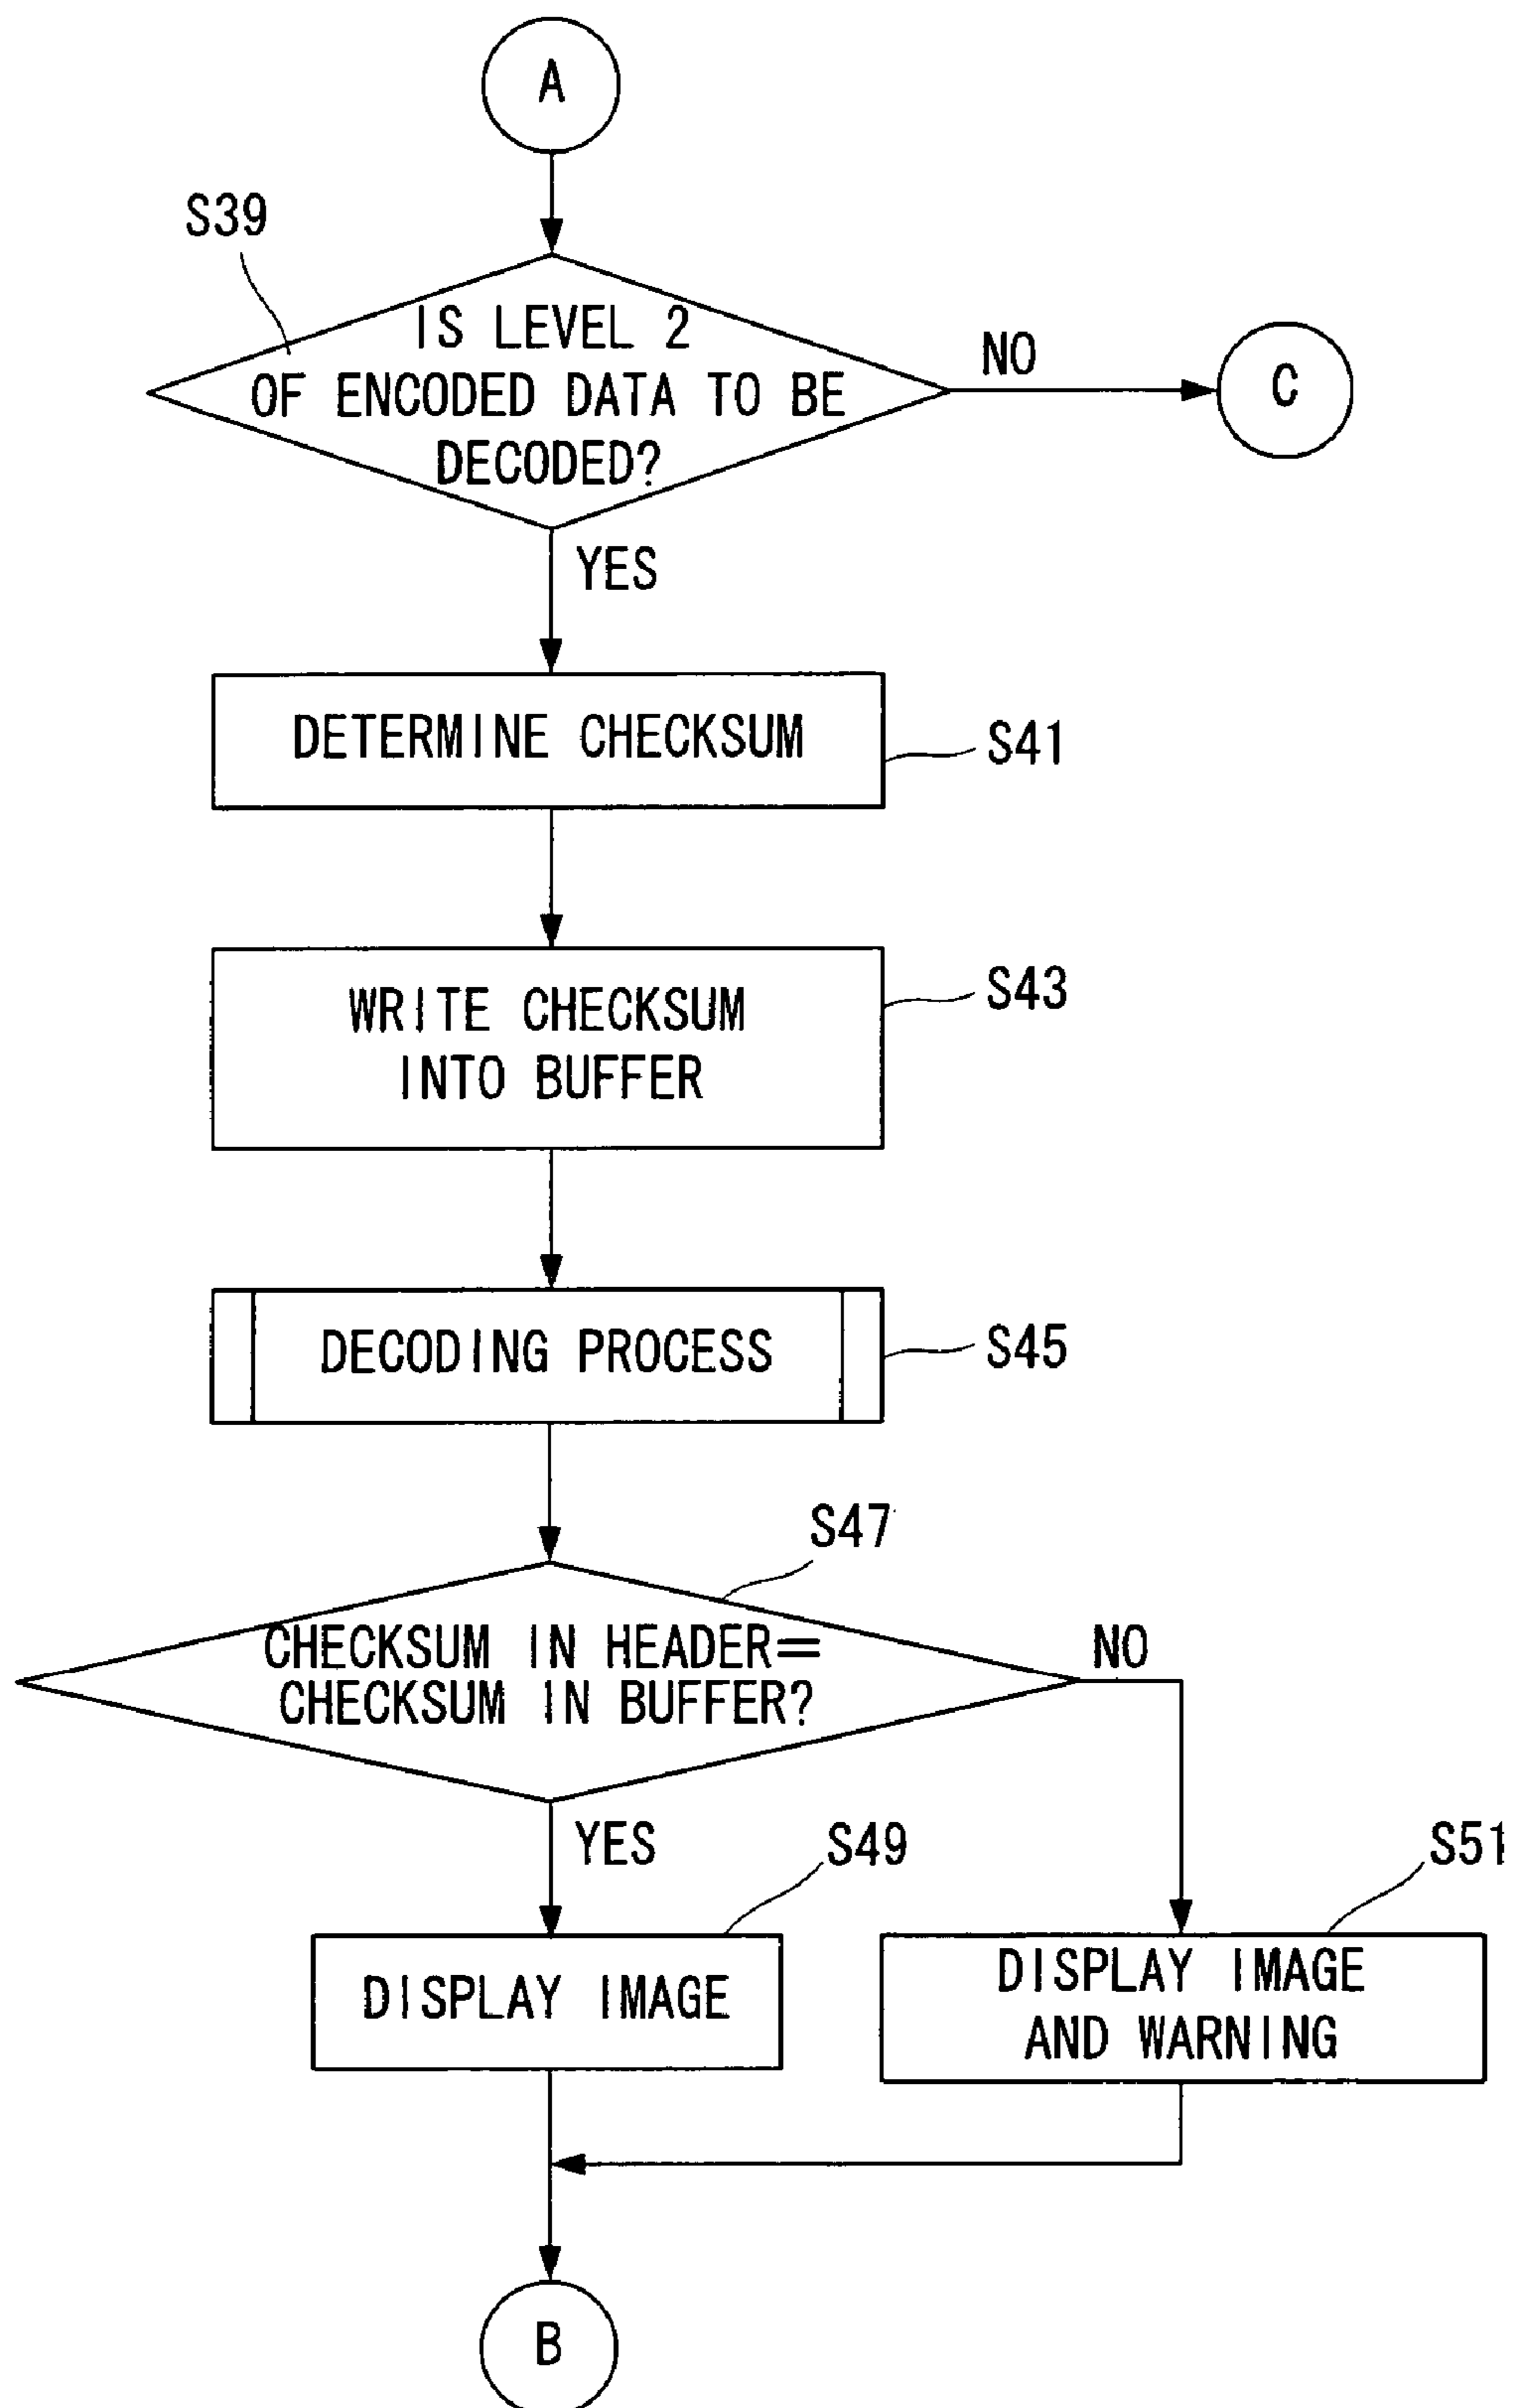 A
S39
IS LEVEL 2
OF ENCODED DATA TO BE
DECODED?
NO
C
YES
DETERMINE CHECKSUM
S41
WRITE CHECKSUM
INTO BUFFER
S43
DECODING PROCESS
S45
S47
CHECKSUM IN HEADER=
CHECKSUM IN BUFFER?
NO
YES
S49
S51
DISPLAY IMAGE
DISPLAY IMAGE
AND WARNING
B